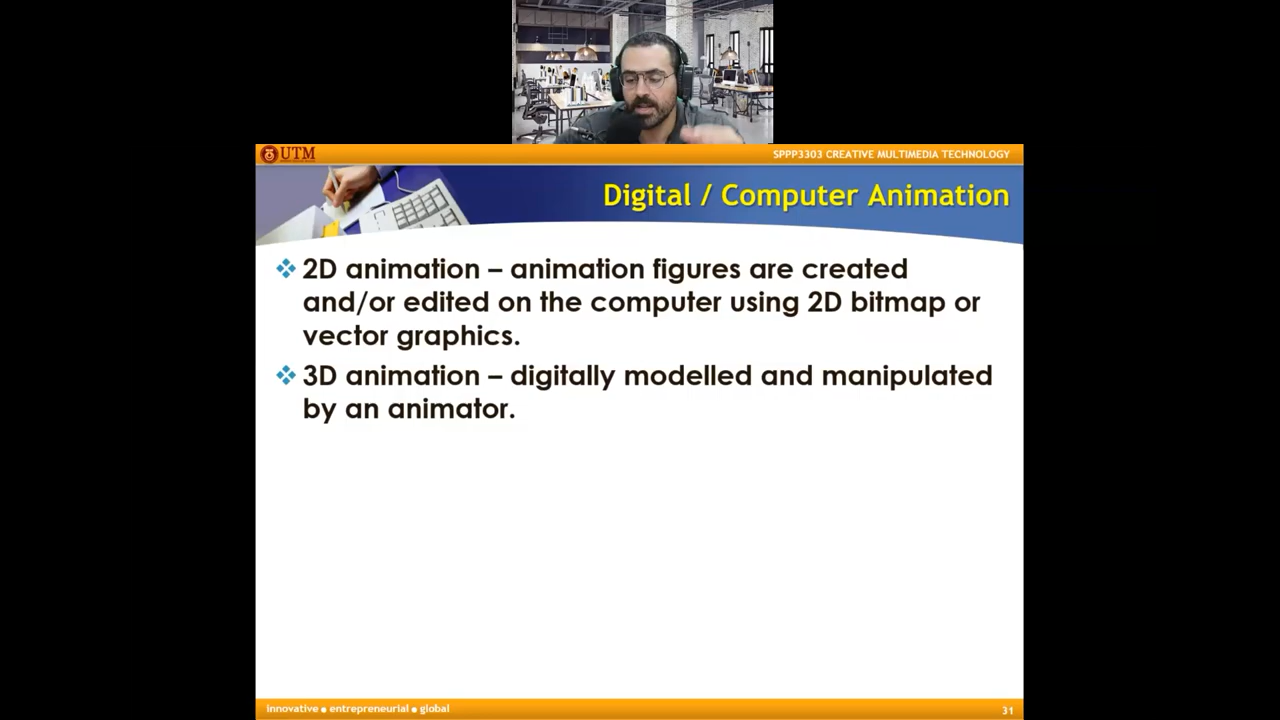 UTM
SPPP3303 CREATIVE MULTIMEDIA TECHNOLOGY
Digital / Computer Animation
2D animation – animation figures are created
and/or edited on the computer using 2D bitmap or
vector graphics.
3D animation – digitally modelled and manipulated
by an animator.
innovative ● entrepreneurial ● global
31